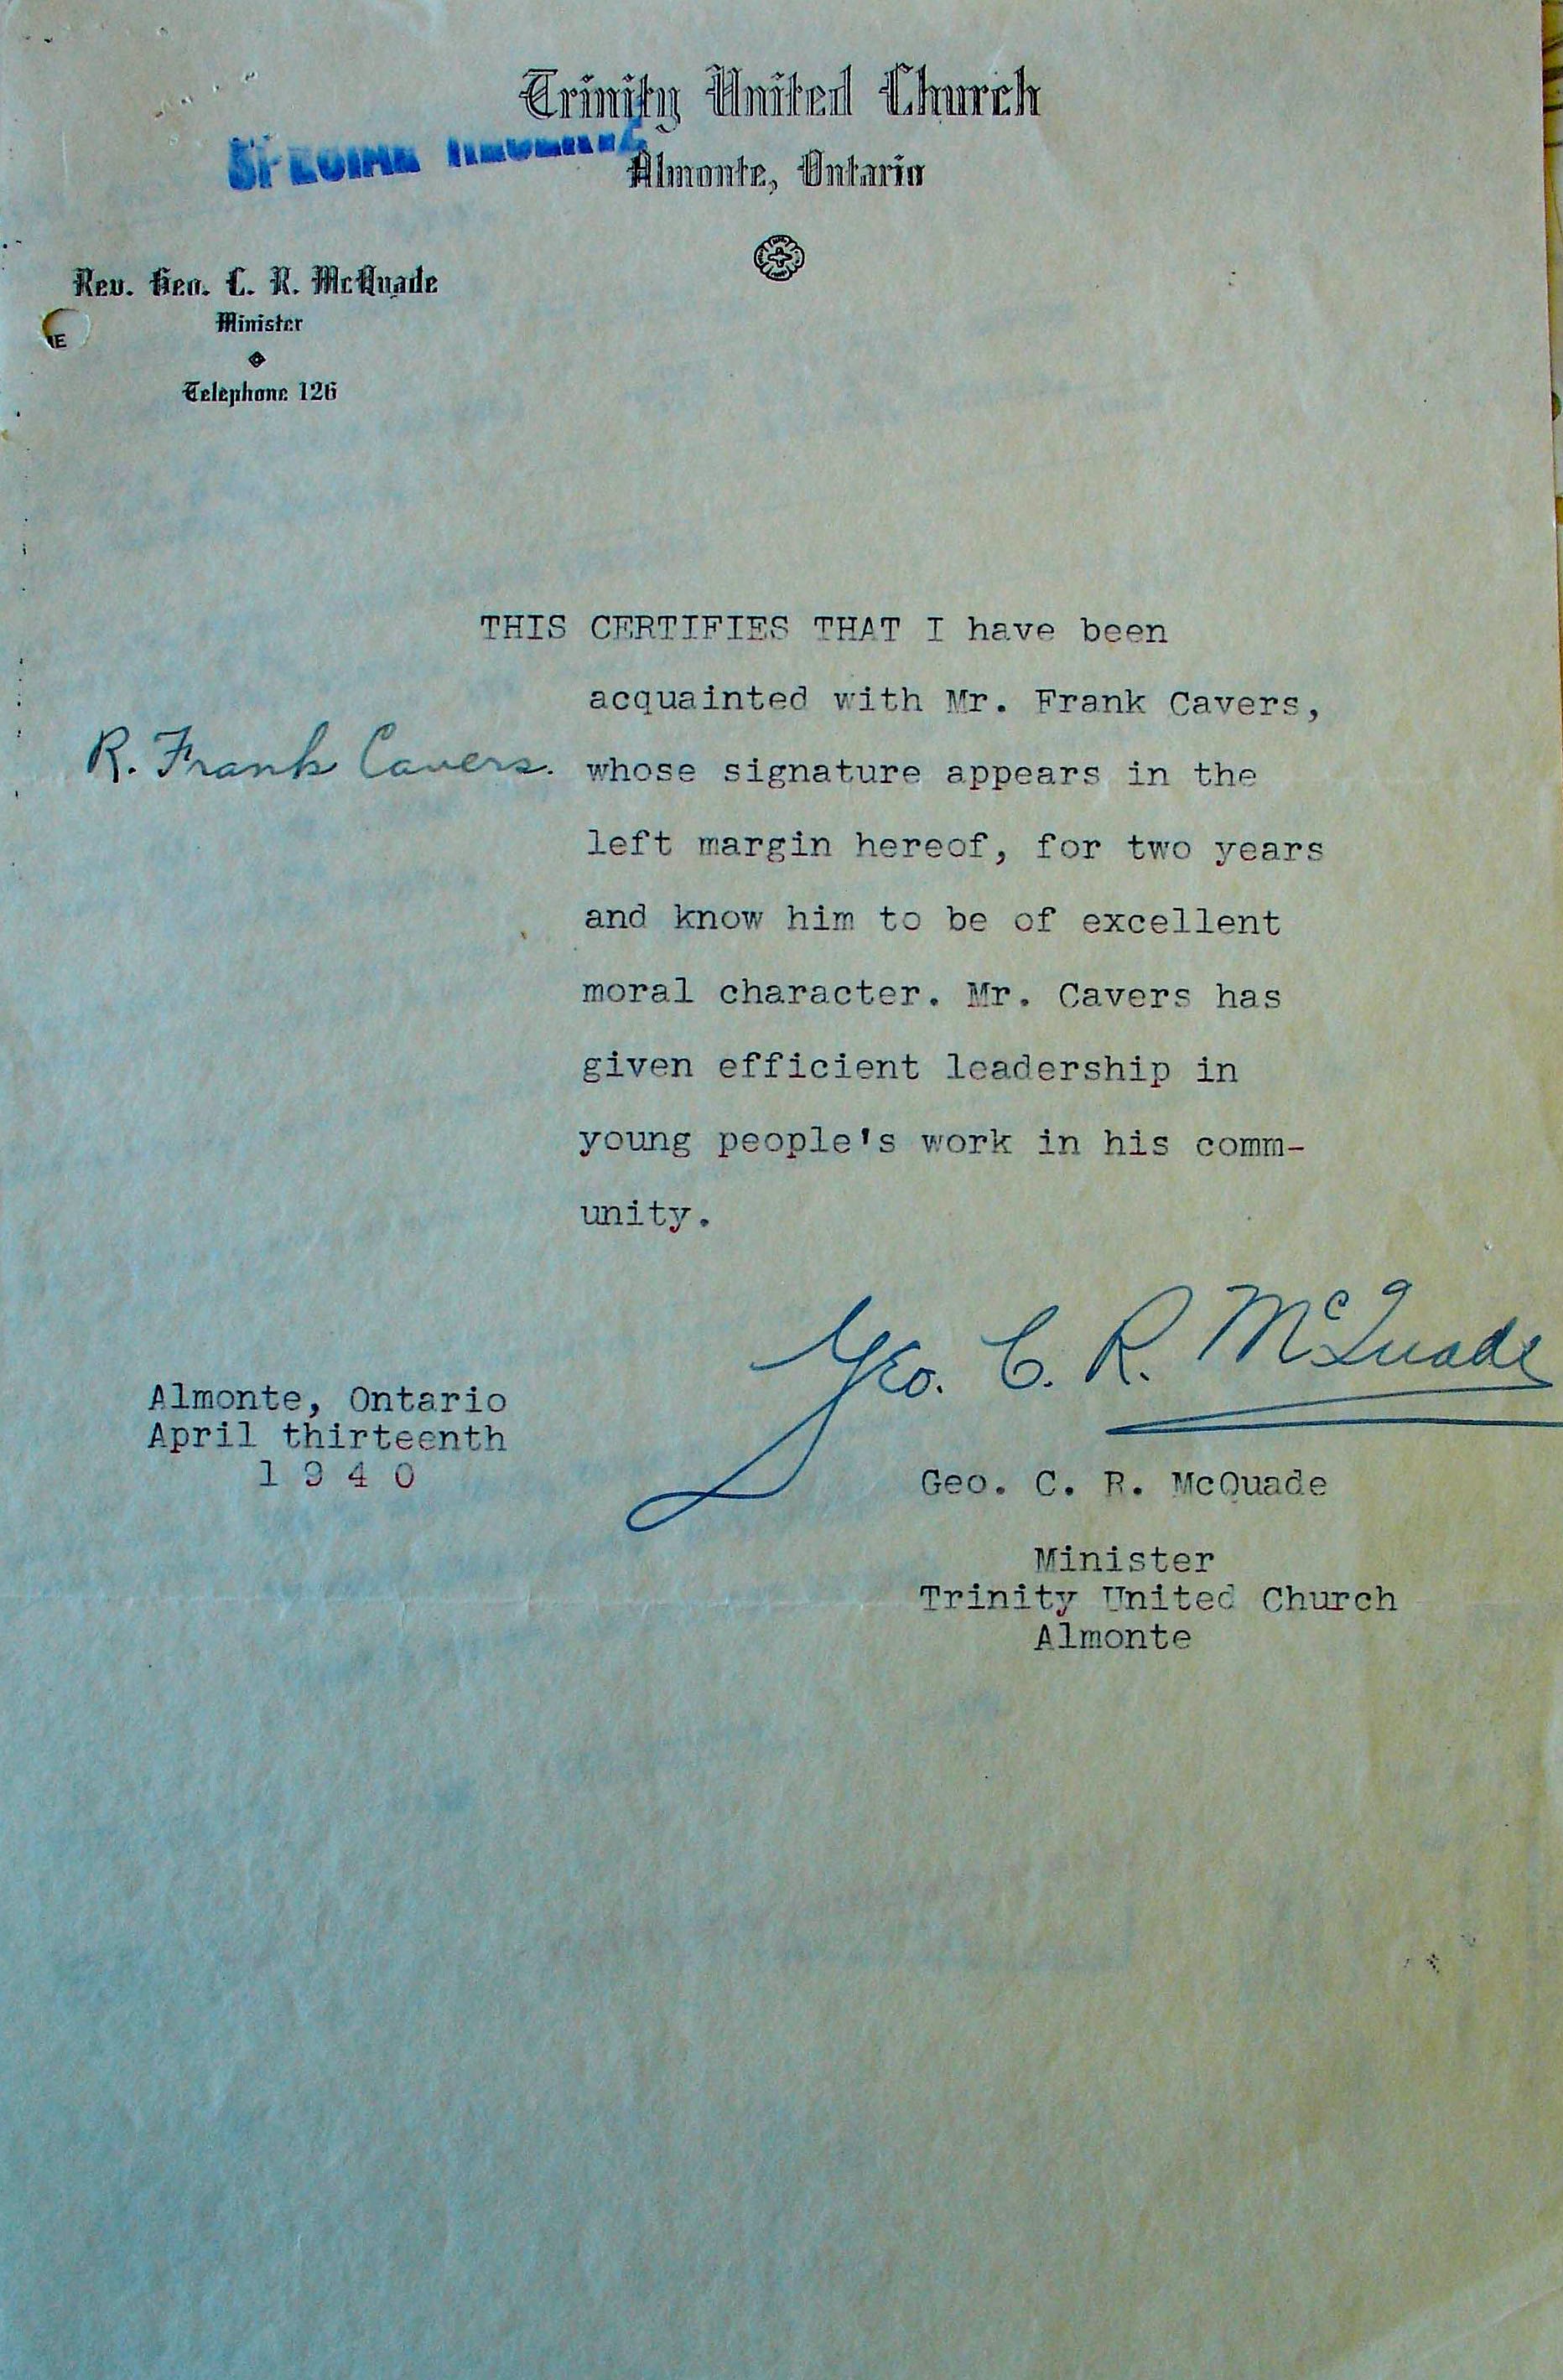 Trinity United Church
Almonte, Ontario
Rev. Geo. C. R. McQuade
Minister
Telephone 126
THIS CERTIFIES THAT I have been
acquainted with Mr. Frank Cavers,
R. Frank Cavers. whose signature appears in the
left margin hereof, for two years
and know him to be of excellent
moral character. Mr. Cavers has
given efficient leadership in
young people's work in his comm-
unity.
Geo. C. R. McQuade
Almonte, Ontario
April thirteenth
1 9 4 0
Geo. C. R. McQuade
Minister
Trinity United Church
Almonte